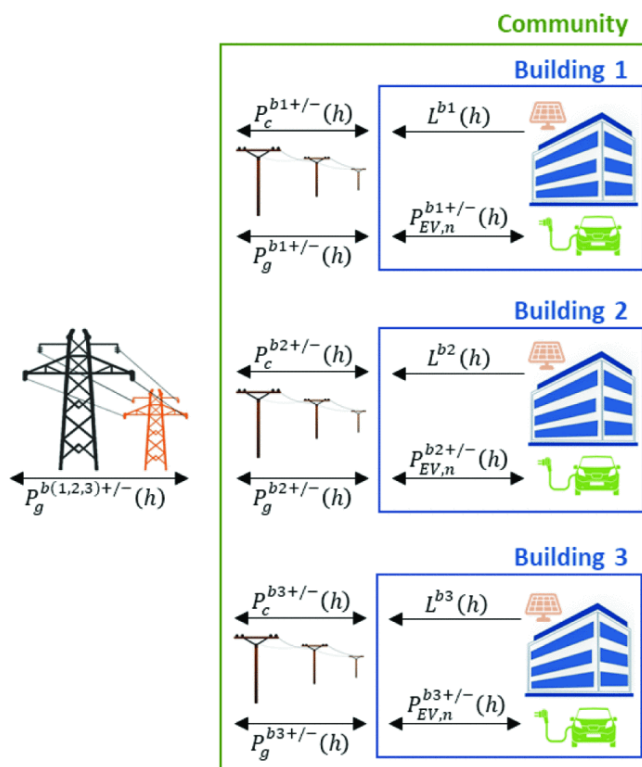 Community
Building 1
P_c^{b1+/-}(h)
L^{b1}(h)
P_{EV,n}^{b1+/-}(h)
P_g^{b1+/-}(h)
Building 2
P_c^{b2+/-}(h)
L^{b2}(h)
P_{EV,n}^{b2+/-}(h)
P_g^{b2+/-}(h)
P_g^{b(1,2,3)+/-}(h)
Building 3
P_c^{b3+/-}(h)
L^{b3}(h)
P_{EV,n}^{b3+/-}(h)
P_g^{b3+/-}(h)